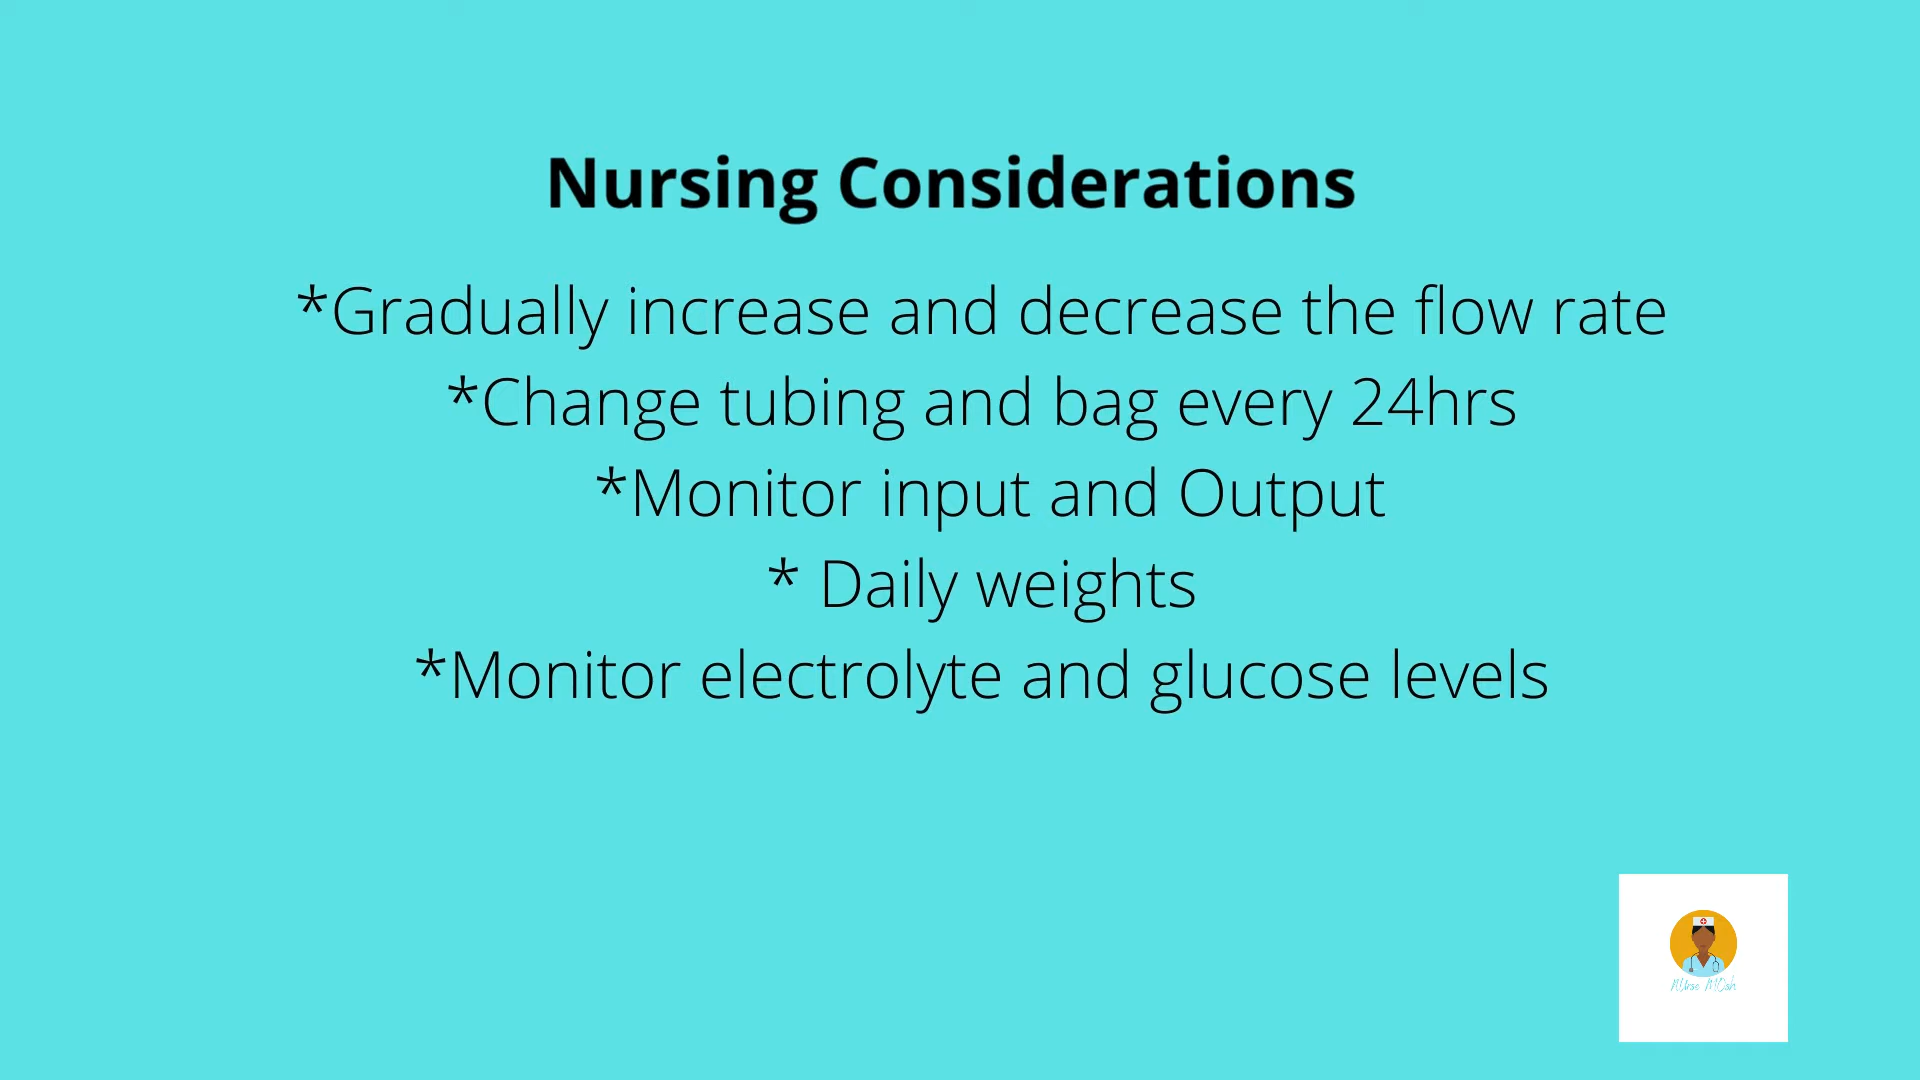 Nursing Considerations
*Gradually increase and decrease the flow rate
*Change tubing and bag every 24hrs
*Monitor input and Output
* Daily weights
*Monitor electrolyte and glucose levels